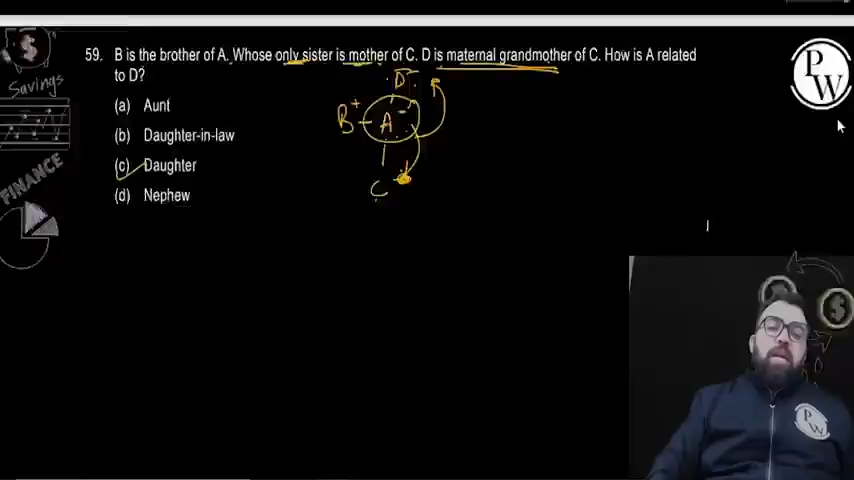 59. B is the brother of A. Whose only sister is mother of C. D is maternal grandmother of C. How is A related
to D?
(a) Aunt
(b) Daughter-in-law
(c) Daughter
(d) Nephew
D -
B + - A -
C
$
Savings
FINANCE
PW
$
PW